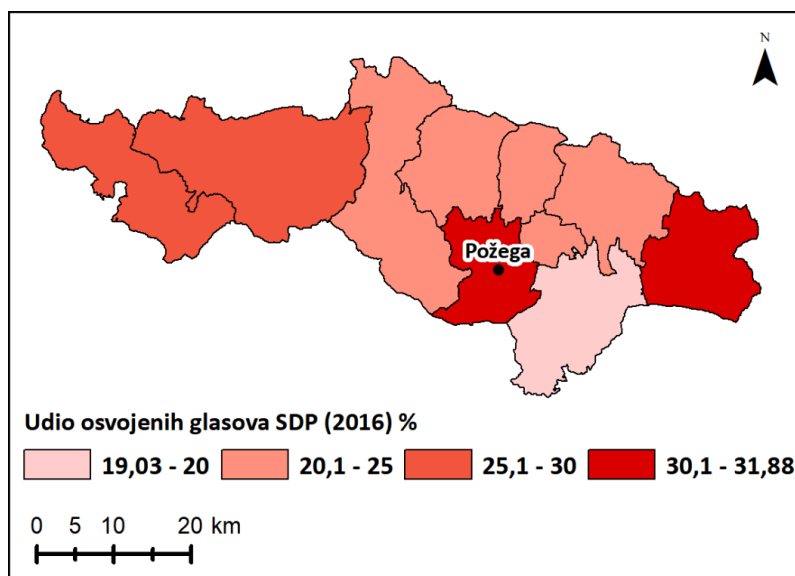 N
Požega
Udio osvojenih glasova SDP (2016) %
19,03 - 20
20,1 - 25
25,1 - 30
30,1 - 31,88
0 5 10 20 km